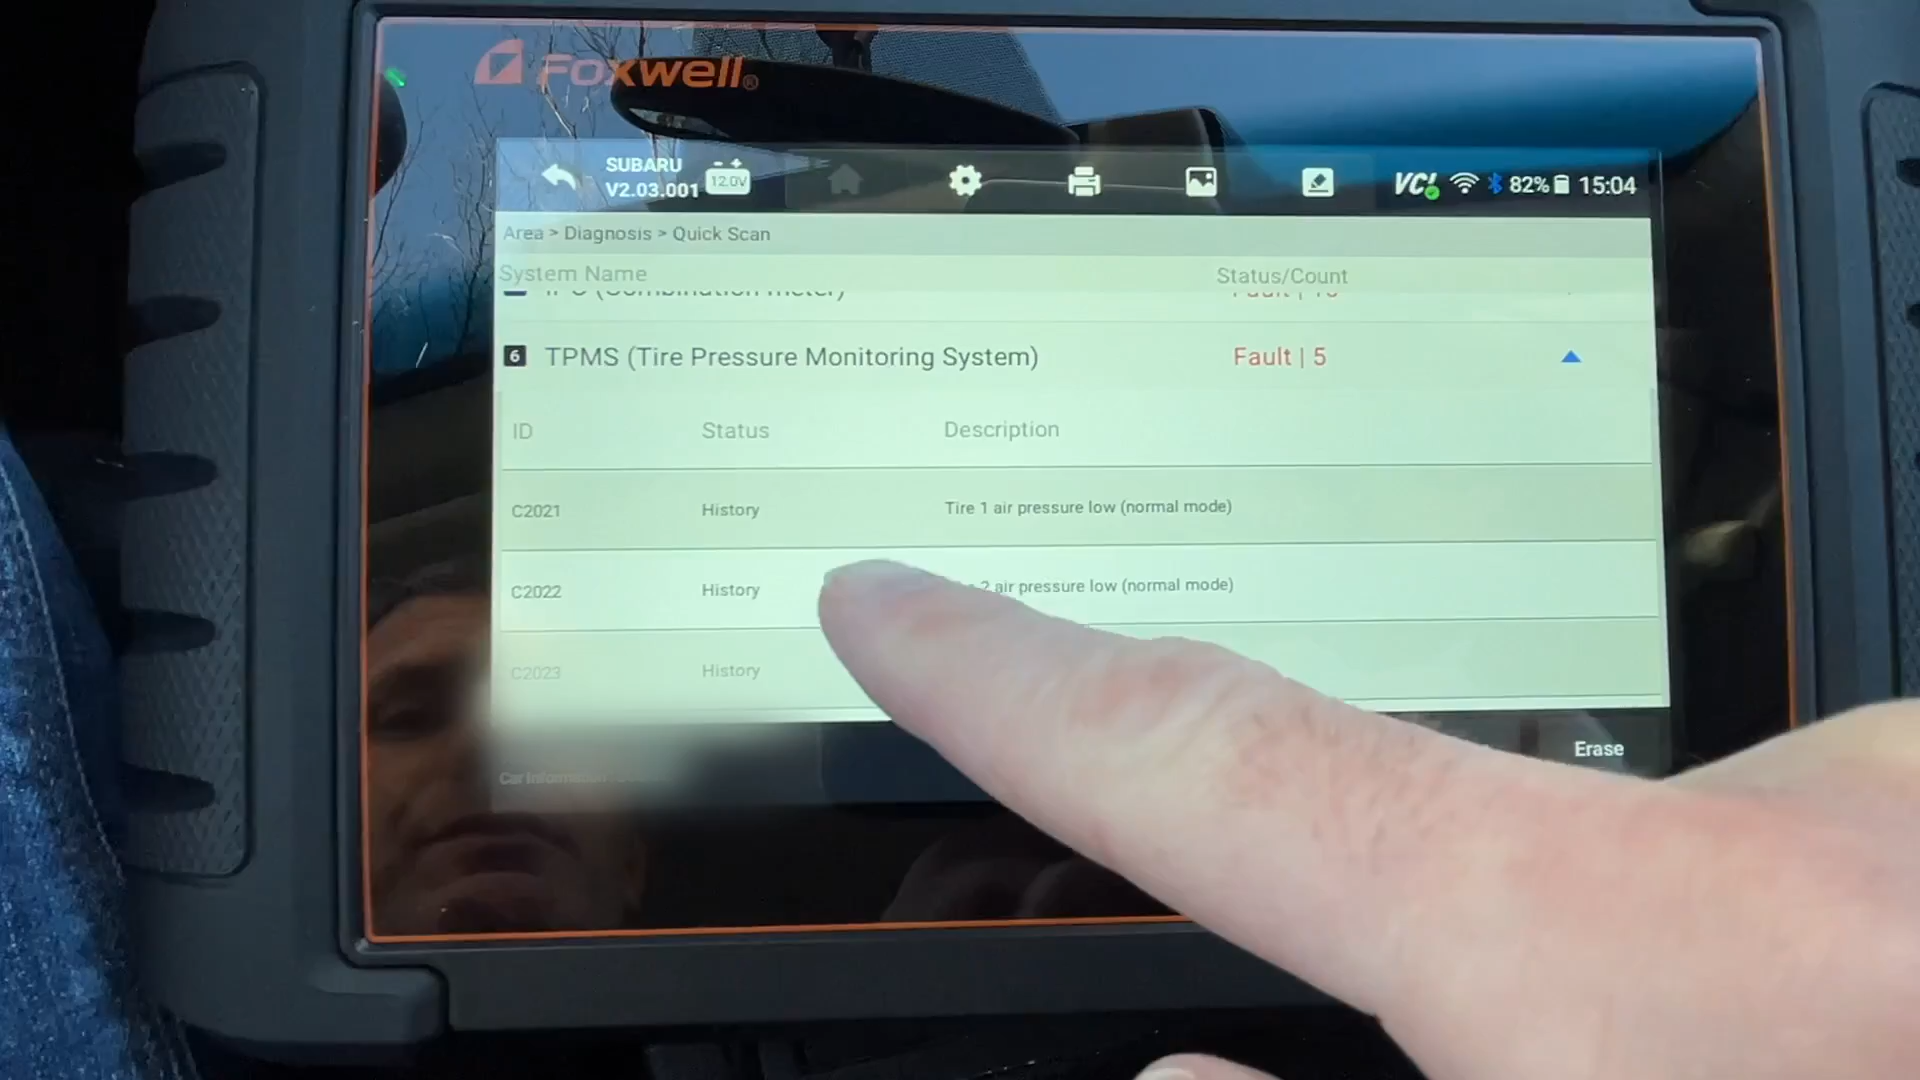 Foxwell®
SUBARU
V2.03.001
12.0V
VCI
82%
15:04
Area > Diagnosis > Quick Scan
System Name Status/Count
(Combination meter) Fault |
6 TPMS (Tire Pressure Monitoring System) Fault | 5
ID Status Description
C2021 History Tire 1 air pressure low (normal mode)
C2022 History 2 air pressure low (normal mode)
C2023 History
Erase
Car Information